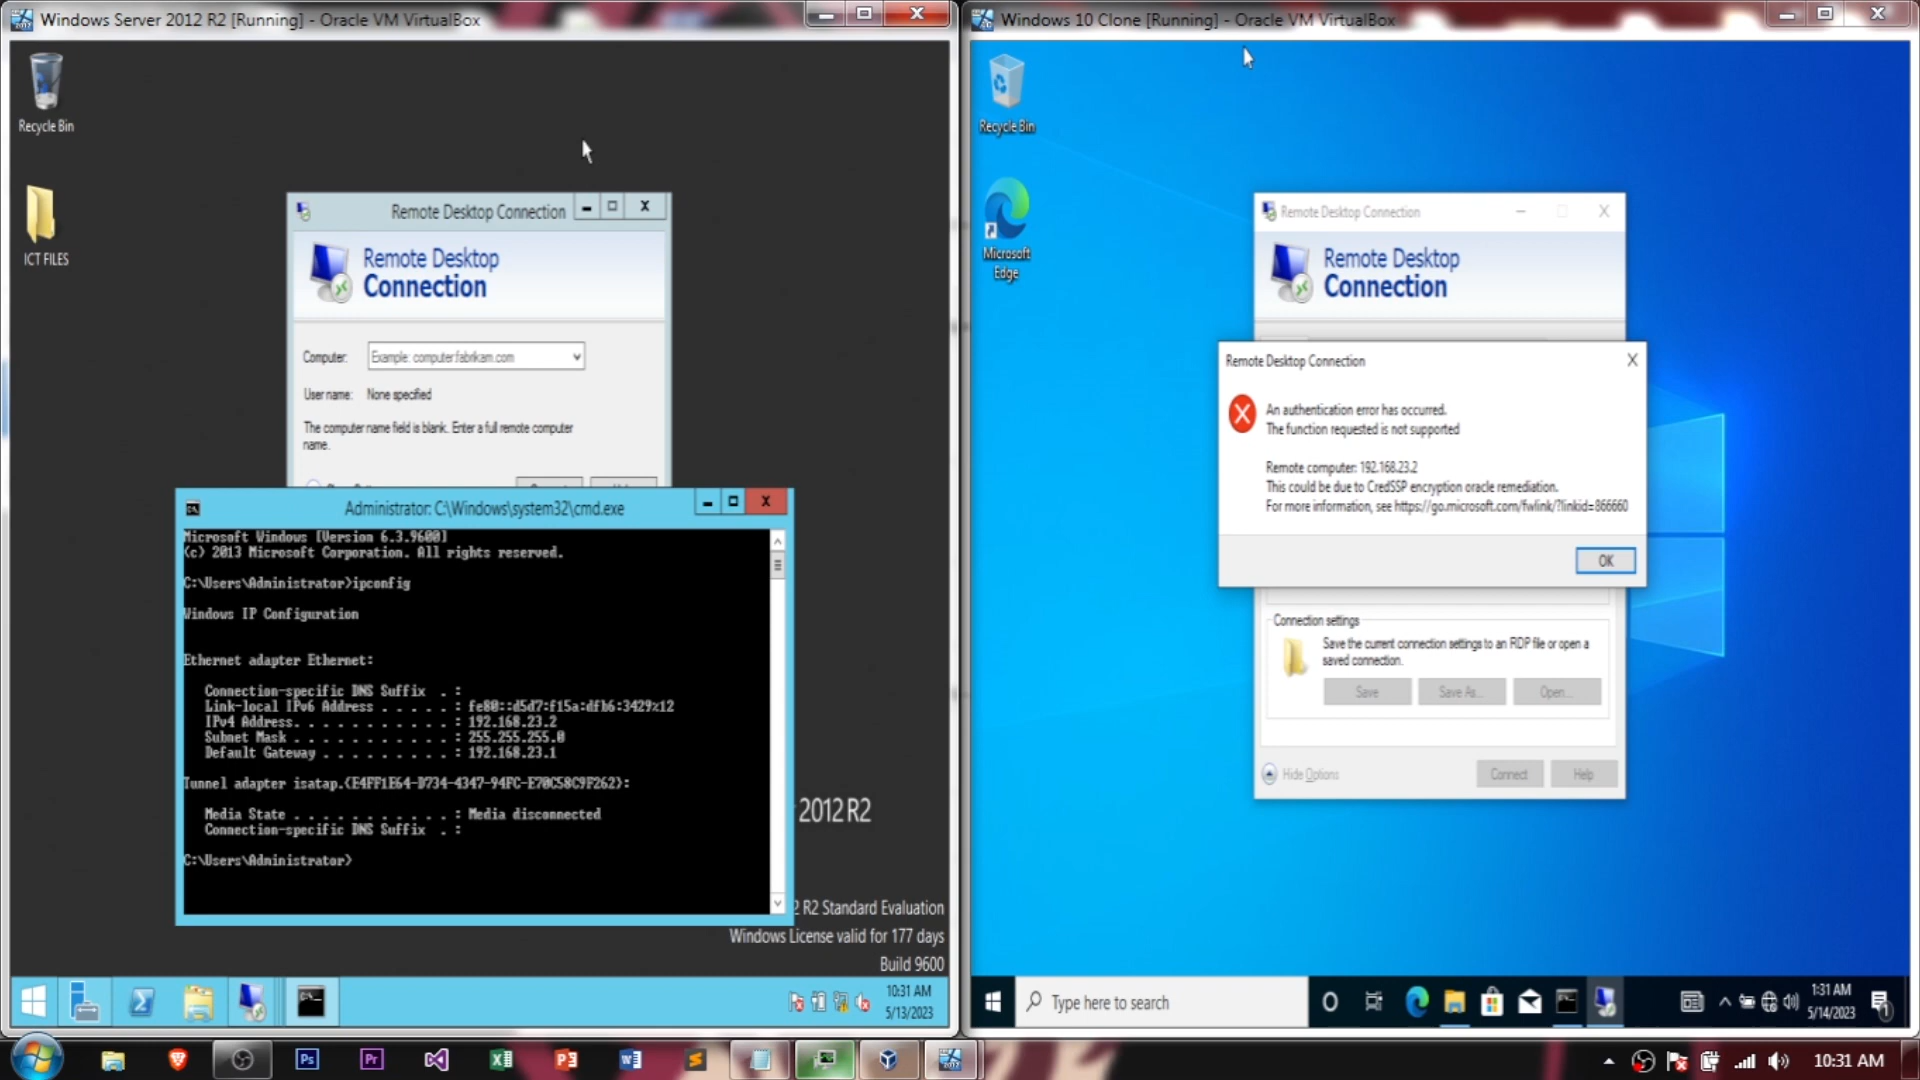 Windows Server 2012 R2 [Running] - Oracle VM VirtualBox
Recycle Bin
ICT FILES
Remote Desktop Connection
Remote Desktop
Connection
Computer: Example: computer.fabrikam.com
User name: None specified
The computer name field is blank. Enter a full remote computer
name.
Administrator: C:\Windows\system32\cmd.exe
Microsoft Windows [Version 6.3.9600]
(c) 2013 Microsoft Corporation. All rights reserved.
C:\Users\Administrator>ipconfig
Windows IP Configuration
Ethernet adapter Ethernet:
Connection-specific DNS Suffix . :
Link-local IPv6 Address . . . . . : fe80::d5d7:f15a:dfb6:3429%12
IPv4 Address. . . . . . . . . . . : 192.168.23.2
Subnet Mask . . . . . . . . . . . : 255.255.255.0
Default Gateway . . . . . . . . . : 192.168.23.1
Tunnel adapter isatap.{E4FF1E64-D734-4347-94FC-E70C58C9F262}:
Media State . . . . . . . . . . . : Media disconnected
Connection-specific DNS Suffix . :
C:\Users\Administrator>
2012 R2
2 R2 Standard Evaluation
Windows License valid for 177 days
Build 9600
10:31 AM
5/13/2023
Windows 10 Clone [Running] - Oracle VM VirtualBox
Recycle Bin
Microsoft
Edge
Remote Desktop Connection
Remote Desktop
Connection
Remote Desktop Connection
An authentication error has occurred.
The function requested is not supported
Remote computer: 192.168.23.2
This could be due to CredSSP encryption oracle remediation.
For more information, see https://go.microsoft.com/fwlink/?linkid=866660
OK
Connection settings
Save the current connection settings to an RDP file or open a
saved connection.
Save Save As... Open...
Hide Options Connect Help
Type here to search
1:31 AM
5/14/2023
1
Ps Pr
10:31 AM